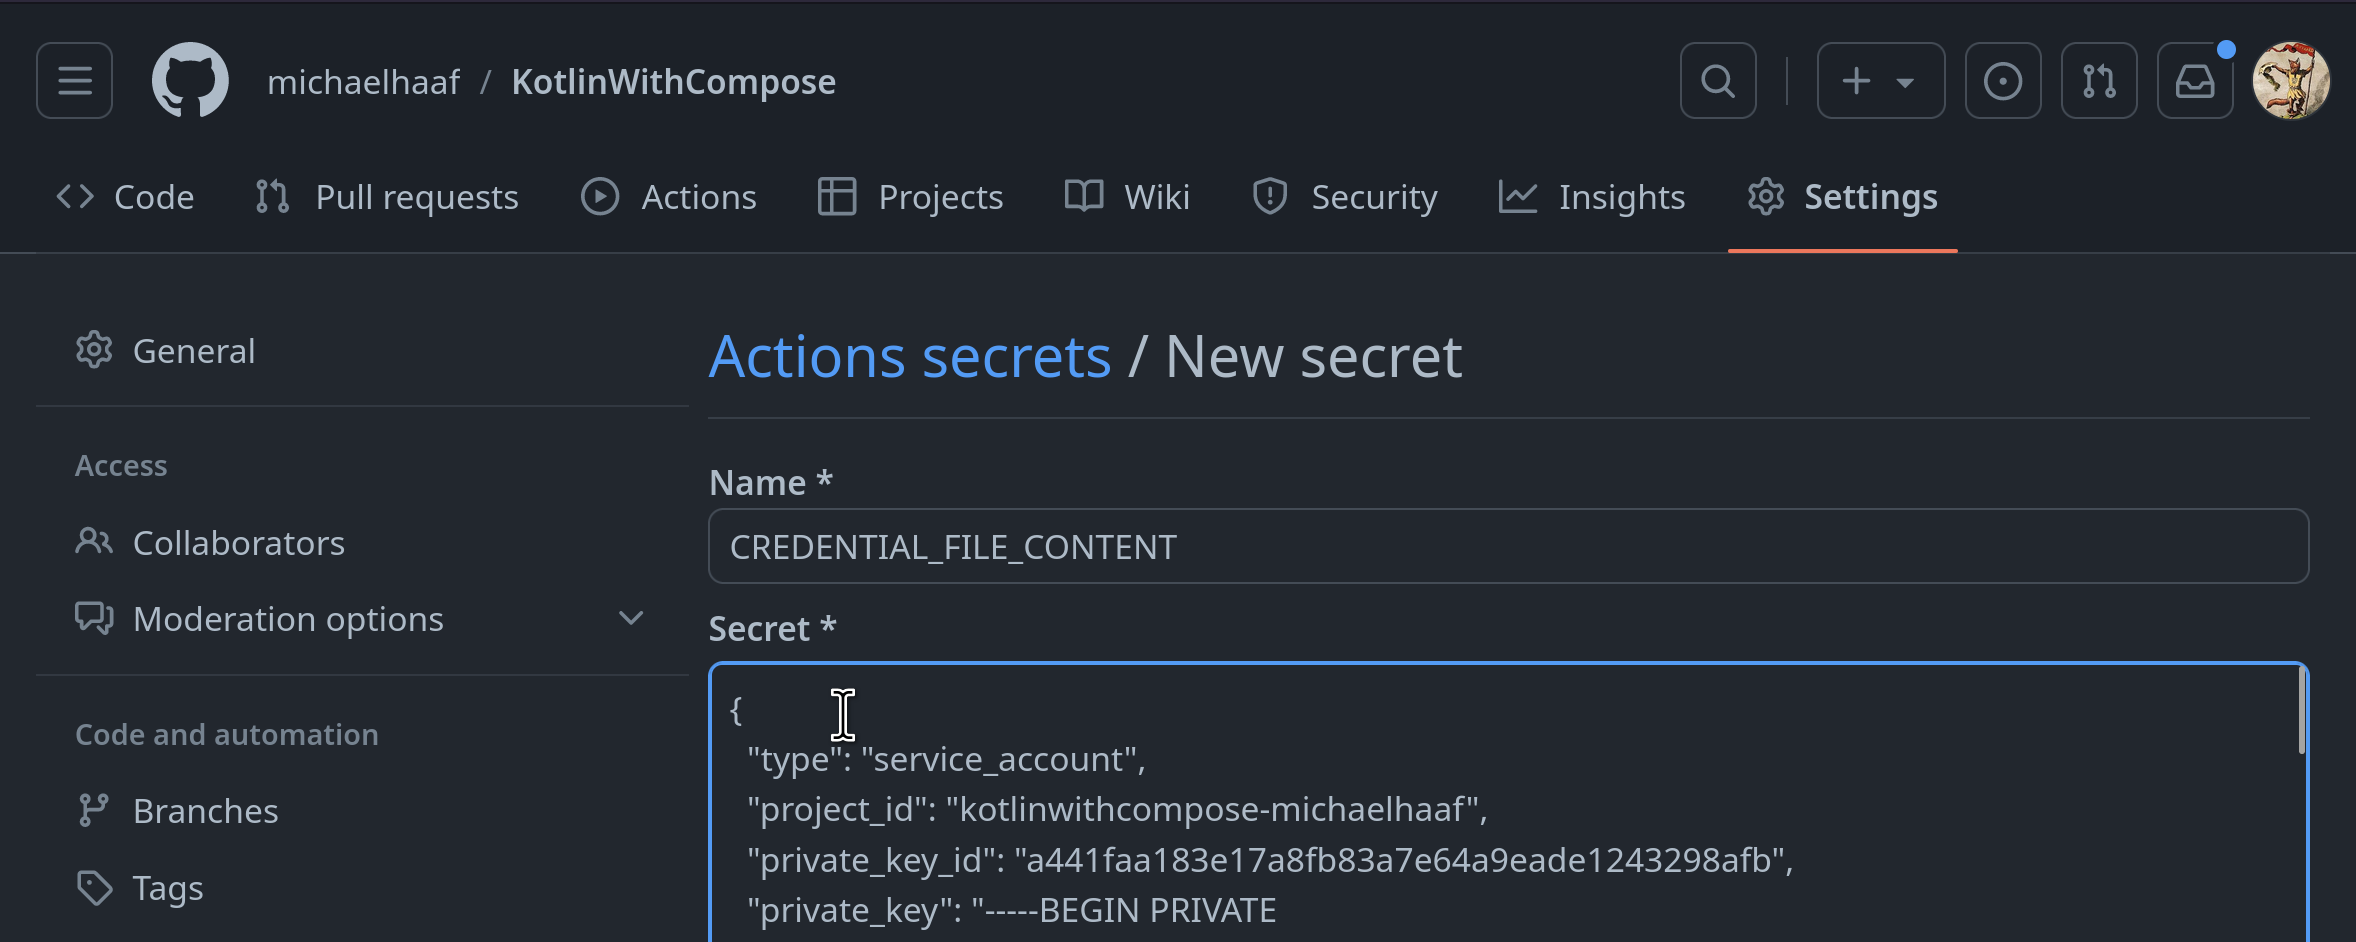 michaelhaaf / KotlinWithCompose
Code Pull requests Actions Projects Wiki Security Insights Settings
General
Access
Collaborators
Moderation options
Code and automation
Branches
Tags
Actions secrets / New secret
Name *
CREDENTIAL_FILE_CONTENT
Secret *
{
"type": "service_account",
"project_id": "kotlinwithcompose-michaelhaaf",
"private_key_id": "a441faa183e17a8fb83a7e64a9eade1243298afb",
"private_key": "-----BEGIN PRIVATE